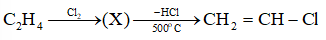 C₂H₄ —Cl₂→ (X) —−HCl / 500°C→ CH₂ = CH – Cl